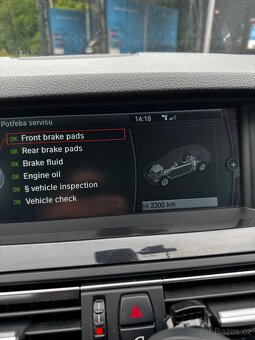 14:18
Potřeba servisu
OK Front brake pads
OK Rear brake pads
OK Brake fluid
OK Engine oil
OK § vehicle inspection
OK Vehicle check
in 2300 km